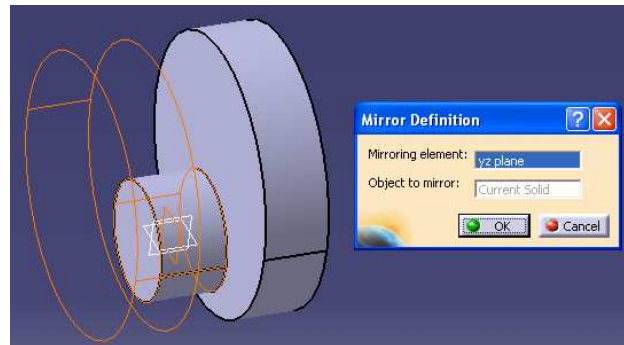 Mirror Definition
Mirroring element: yz plane
Object to mirror: Current Solid
OK Cancel